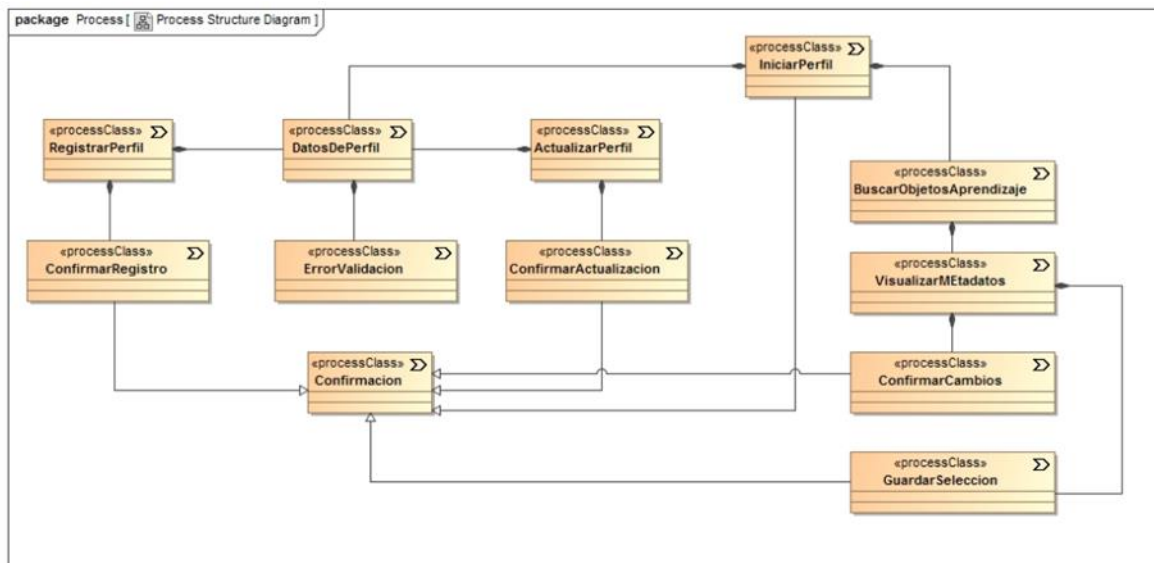 package Process [ Process Structure Diagram ]
«processClass»
IniciarPerfil
«processClass»
RegistrarPerfil
«processClass»
DatosDePerfil
«processClass»
ActualizarPerfil
«processClass»
BuscarObjetosAprendizaje
«processClass»
ConfirmarRegistro
«processClass»
ErrorValidacion
«processClass»
ConfirmarActualizacion
«processClass»
VisualizarMEtadatos
«processClass»
Confirmacion
«processClass»
ConfirmarCambios
«processClass»
GuardarSeleccion